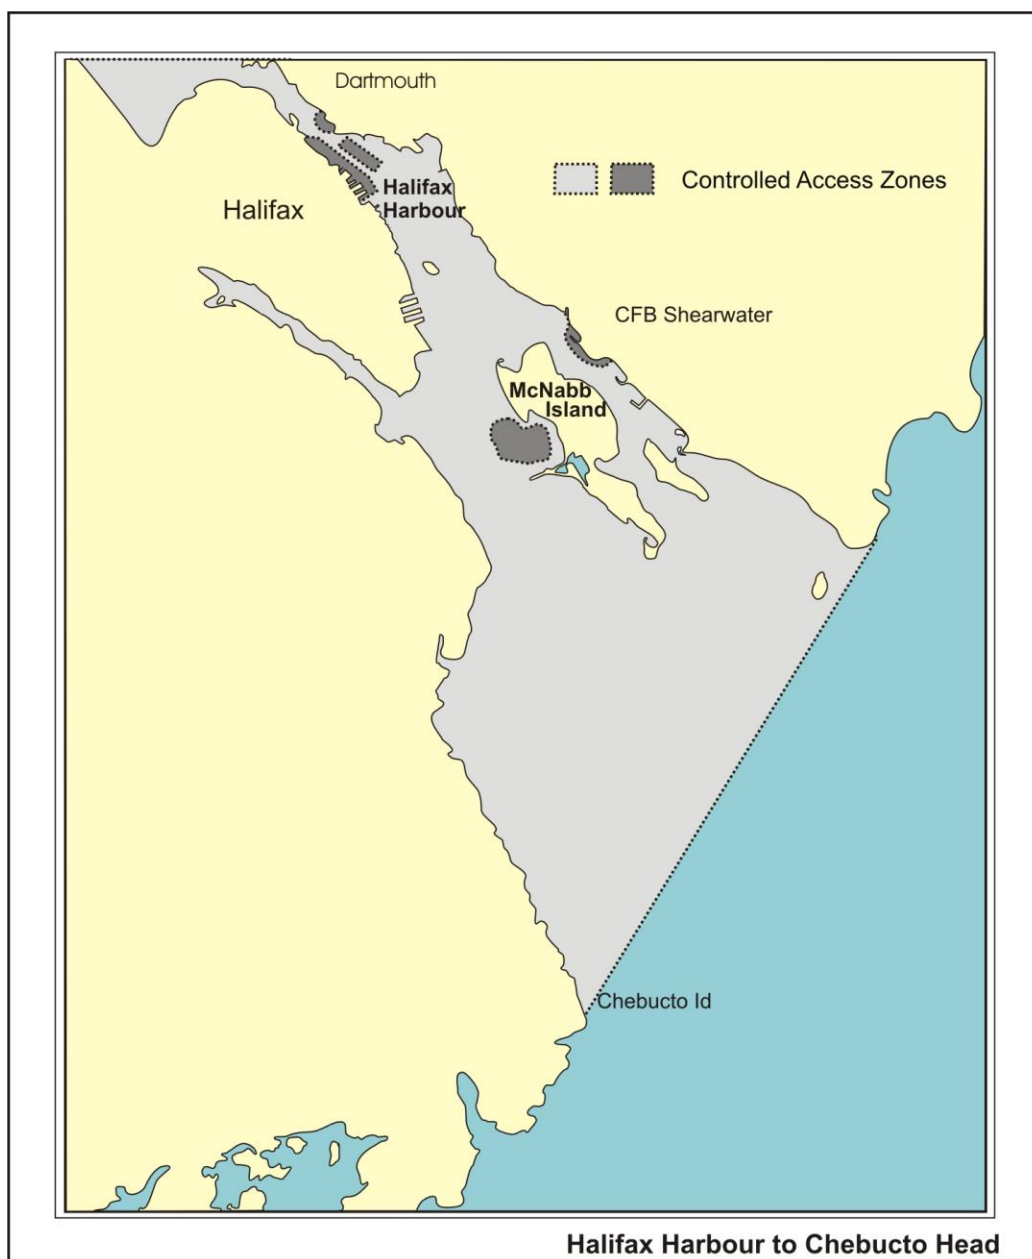 Dartmouth
Controlled Access Zones
Halifax
Harbour
Halifax
CFB Shearwater
McNabb
Island
Chebucto Id
Halifax Harbour to Chebucto Head